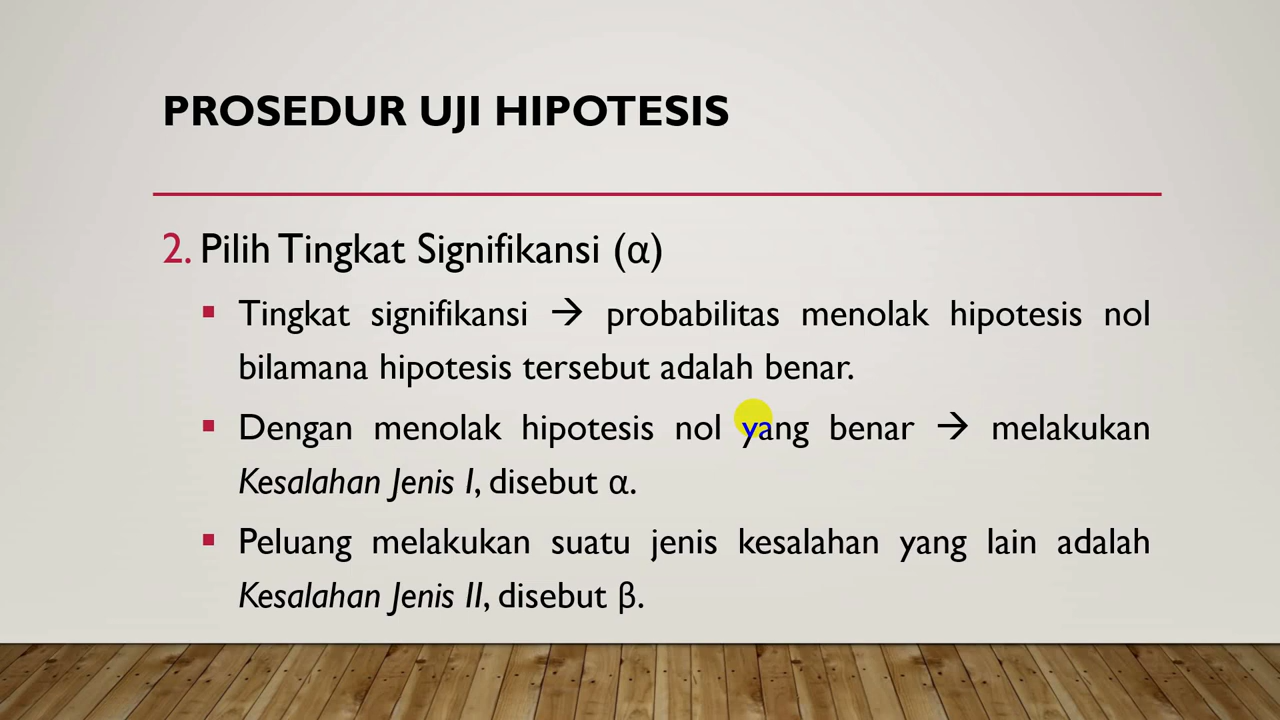 PROSEDUR UJI HIPOTESIS
2. Pilih Tingkat Signifikansi (α)
▪ Tingkat signifikansi → probabilitas menolak hipotesis nol
bilamana hipotesis tersebut adalah benar.
▪ Dengan menolak hipotesis nol yang benar → melakukan
Kesalahan Jenis I, disebut α.
▪ Peluang melakukan suatu jenis kesalahan yang lain adalah
Kesalahan Jenis II, disebut β.